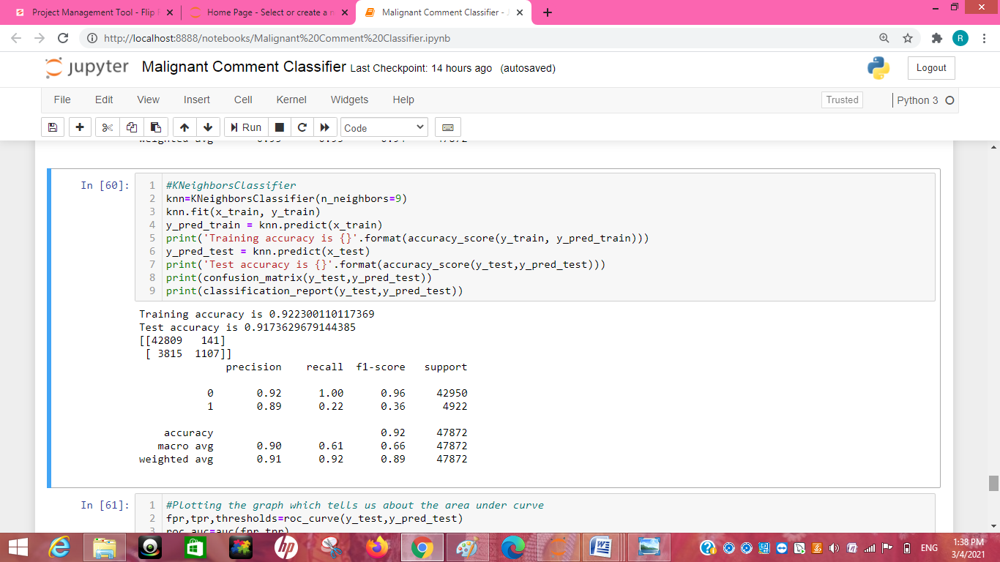 Project Management Tool - Flip
Home Page - Select or create a n
Malignant Comment Classifier - J
http://localhost:8888/notebooks/Malignant%20Comment%20Classifier.ipynb
R
jupyter Malignant Comment Classifier Last Checkpoint: 14 hours ago (autosaved)
Logout
File Edit View Insert Cell Kernel Widgets Help
Trusted Python 3
Run Code
weighted avg 47872
In [60]:
1 #KNeighborsClassifier
2 knn=KNeighborsClassifier(n_neighbors=9)
3 knn.fit(x_train, y_train)
4 y_pred_train = knn.predict(x_train)
5 print('Training accuracy is {}'.format(accuracy_score(y_train, y_pred_train)))
6 y_pred_test = knn.predict(x_test)
7 print('Test accuracy is {}'.format(accuracy_score(y_test,y_pred_test)))
8 print(confusion_matrix(y_test,y_pred_test))
9 print(classification_report(y_test,y_pred_test))
Training accuracy is 0.922300110117369
Test accuracy is 0.9173629679144385
[[42809 141]
[ 3815 1107]]
precision recall f1-score support
0 0.92 1.00 0.96 42950
1 0.89 0.22 0.36 4922
accuracy 0.92 47872
macro avg 0.90 0.61 0.66 47872
weighted avg 0.91 0.92 0.89 47872
In [61]:
1 #Plotting the graph which tells us about the area under curve
2 fpr,tpr,thresholds=roc_curve(y_test,y_pred_test)
3 roc_auc=auc(fpr,tpr)
hp
ENG
1:38 PM
3/4/2021